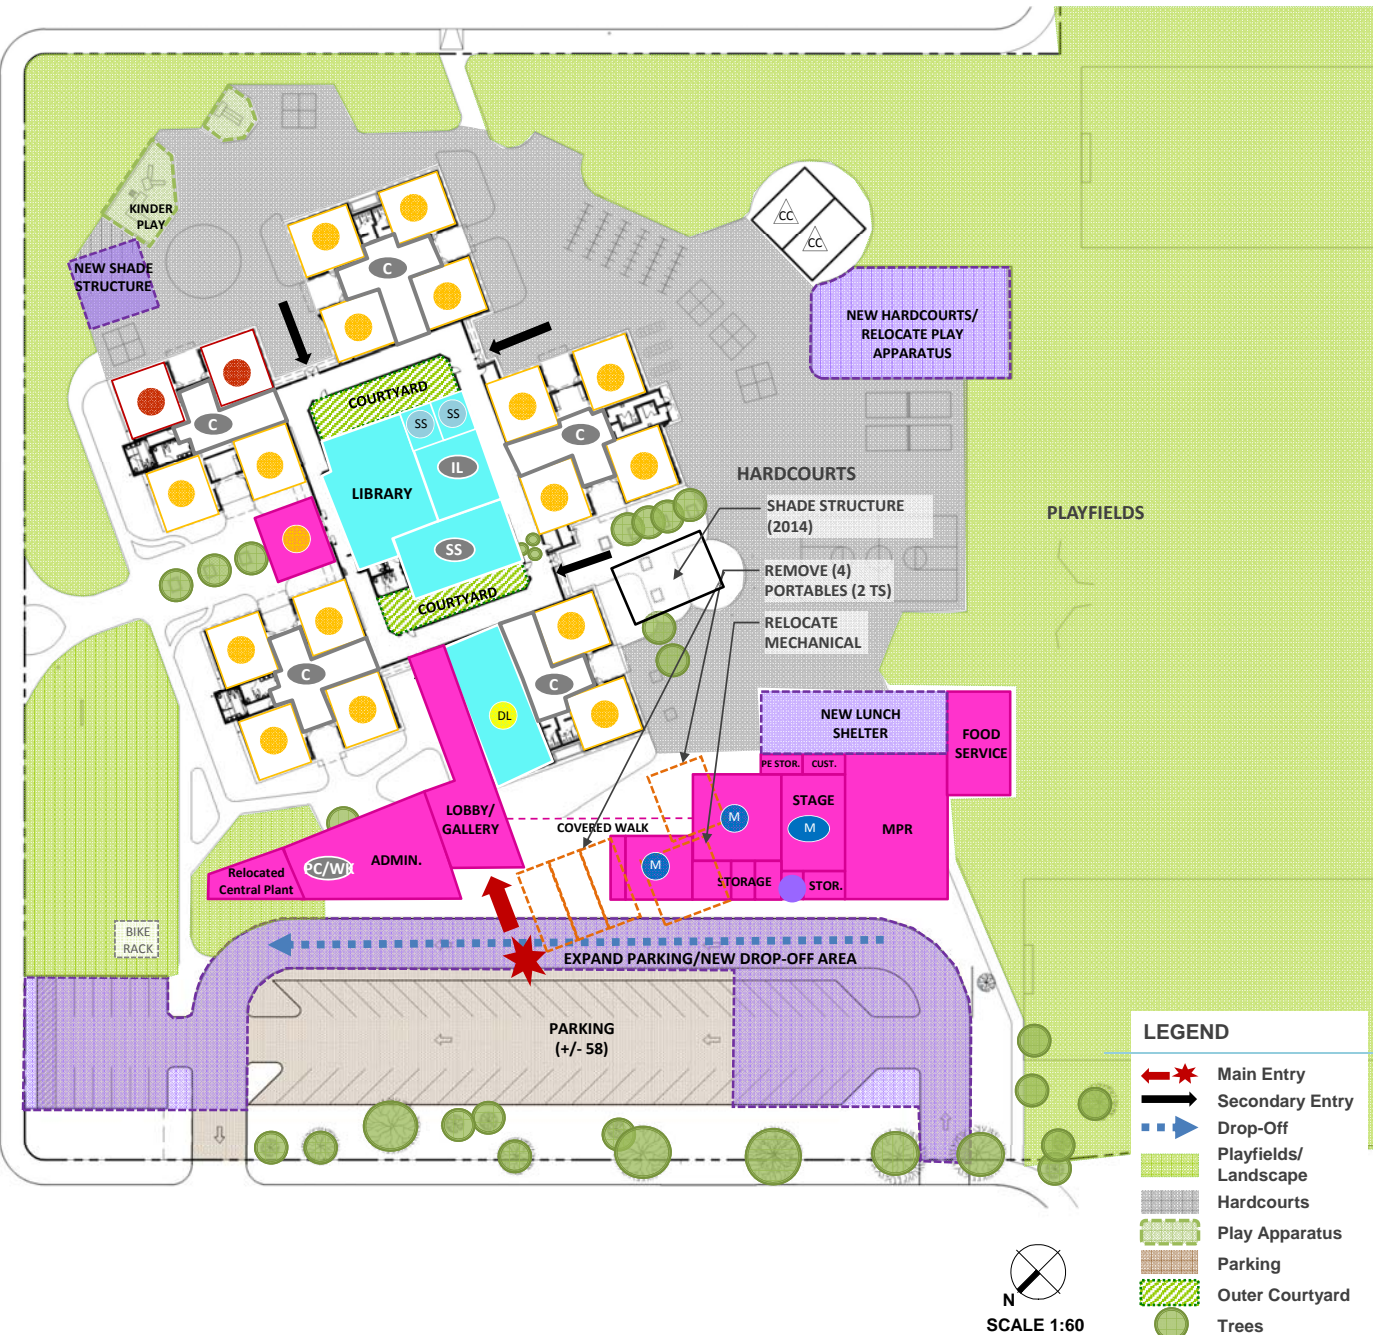 KINDER
PLAY
NEW SHADE
STRUCTURE
C
CC
CC
NEW HARDCOURTS/
RELOCATE PLAY
APPARATUS
COURTYARD
C
SS
SS
C
IL
LIBRARY
SS
COURTYARD
HARDCOURTS
SHADE STRUCTURE
(2014)
REMOVE (4)
PORTABLES (2 TS)
RELOCATE
MECHANICAL
PLAYFIELDS
C
C
DL
NEW LUNCH
SHELTER
FOOD
SERVICE
PE STOR.
CUST.
STAGE
M
M
MPR
LOBBY/
GALLERY
COVERED WALK
M
ADMIN.
PC/WR
Relocated
Central Plant
STORAGE
STOR.
BIKE
RACK
EXPAND PARKING/NEW DROP-OFF AREA
PARKING
(+/- 58)
LEGEND
Main Entry
Secondary Entry
Drop-Off
Playfields/
Landscape
Hardcourts
Play Apparatus
Parking
Outer Courtyard
Trees
N
SCALE 1:60